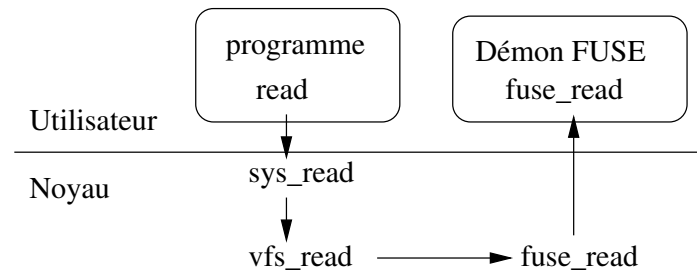 programme
read
Démon FUSE
fuse_read
Utilisateur
Noyau
sys_read
vfs_read
fuse_read